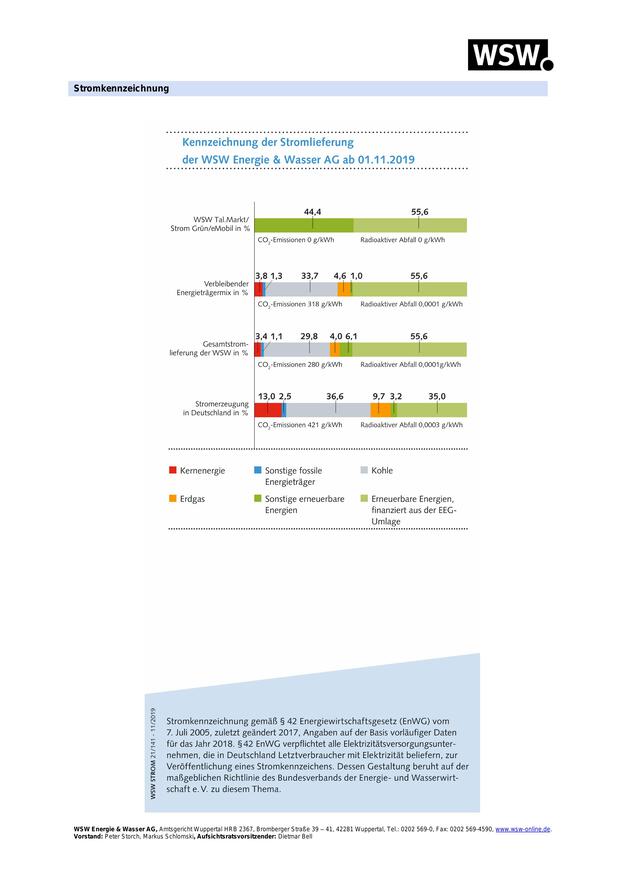 WSW.
Stromkennzeichnung
Kennzeichnung der Stromlieferung
der WSW Energie & Wasser AG ab 01.11.2019
44,4 55,6
WSW Tal.Markt/
Strom Grün/eMobil in %
CO2-Emissionen 0 g/kWh Radioaktiver Abfall 0 g/kWh
3,8 1,3 33,7 4,6 1,0 55,6
Verbleibender
Energieträgermix in %
CO2-Emissionen 318 g/kWh Radioaktiver Abfall 0,0001 g/kWh
3,4 1,1 29,8 4,0 6,1 55,6
Gesamtstrom-
lieferung der WSW in %
CO2-Emissionen 280 g/kWh Radioaktiver Abfall 0,0001g/kWh
13,0 2,5 36,6 9,7 3,2 35,0
Stromerzeugung
in Deutschland in %
CO2-Emissionen 421 g/kWh Radioaktiver Abfall 0,0003 g/kWh
Kernenergie
Sonstige fossile
Energieträger
Kohle
Erdgas
Sonstige erneuerbare
Energien
Erneuerbare Energien,
finanziert aus der EEG-
Umlage
WSW STROM 21/141 - 11/2019
Stromkennzeichnung gemäß § 42 Energiewirtschaftsgesetz (EnWG) vom
7. Juli 2005, zuletzt geändert 2017, Angaben auf der Basis vorläufiger Daten
für das Jahr 2018. §42 EnWG verpflichtet alle Elektrizitätsversorgungsunter-
nehmen, die in Deutschland Letztverbraucher mit Elektrizität beliefern, zur
Veröffentlichung eines Stromkennzeichens. Dessen Gestaltung beruht auf der
maßgeblichen Richtlinie des Bundesverbands der Energie- und Wasserwirt-
schaft e. V. zu diesem Thema.
WSW Energie & Wasser AG, Amtsgericht Wuppertal HRB 2367, Bromberger Straße 39 – 41, 42281 Wuppertal, Tel.: 0202 569-0, Fax: 0202 569-4590, www.wsw-online.de.
Vorstand: Peter Storch, Markus Schlomski, Aufsichtsratsvorsitzender: Dietmar Bell